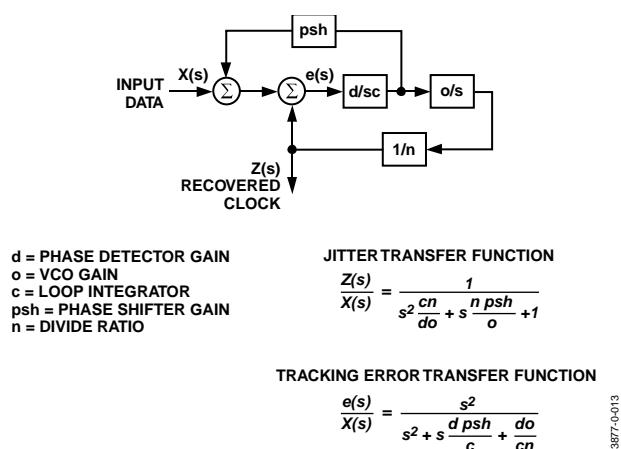 psh
X(s)
e(s)
INPUT
DATA
Σ
Σ
d/sc
o/s
1/n
Z(s)
RECOVERED
CLOCK
d = PHASE DETECTOR GAIN
o = VCO GAIN
c = LOOP INTEGRATOR
psh = PHASE SHIFTER GAIN
n = DIVIDE RATIO
JITTER TRANSFER FUNCTION
Z(s)/X(s) = 1/(s² cn/do + s n psh/o + 1)
TRACKING ERROR TRANSFER FUNCTION
e(s)/X(s) = s²/(s² + s d psh/c + do/cn)
3877-0-013